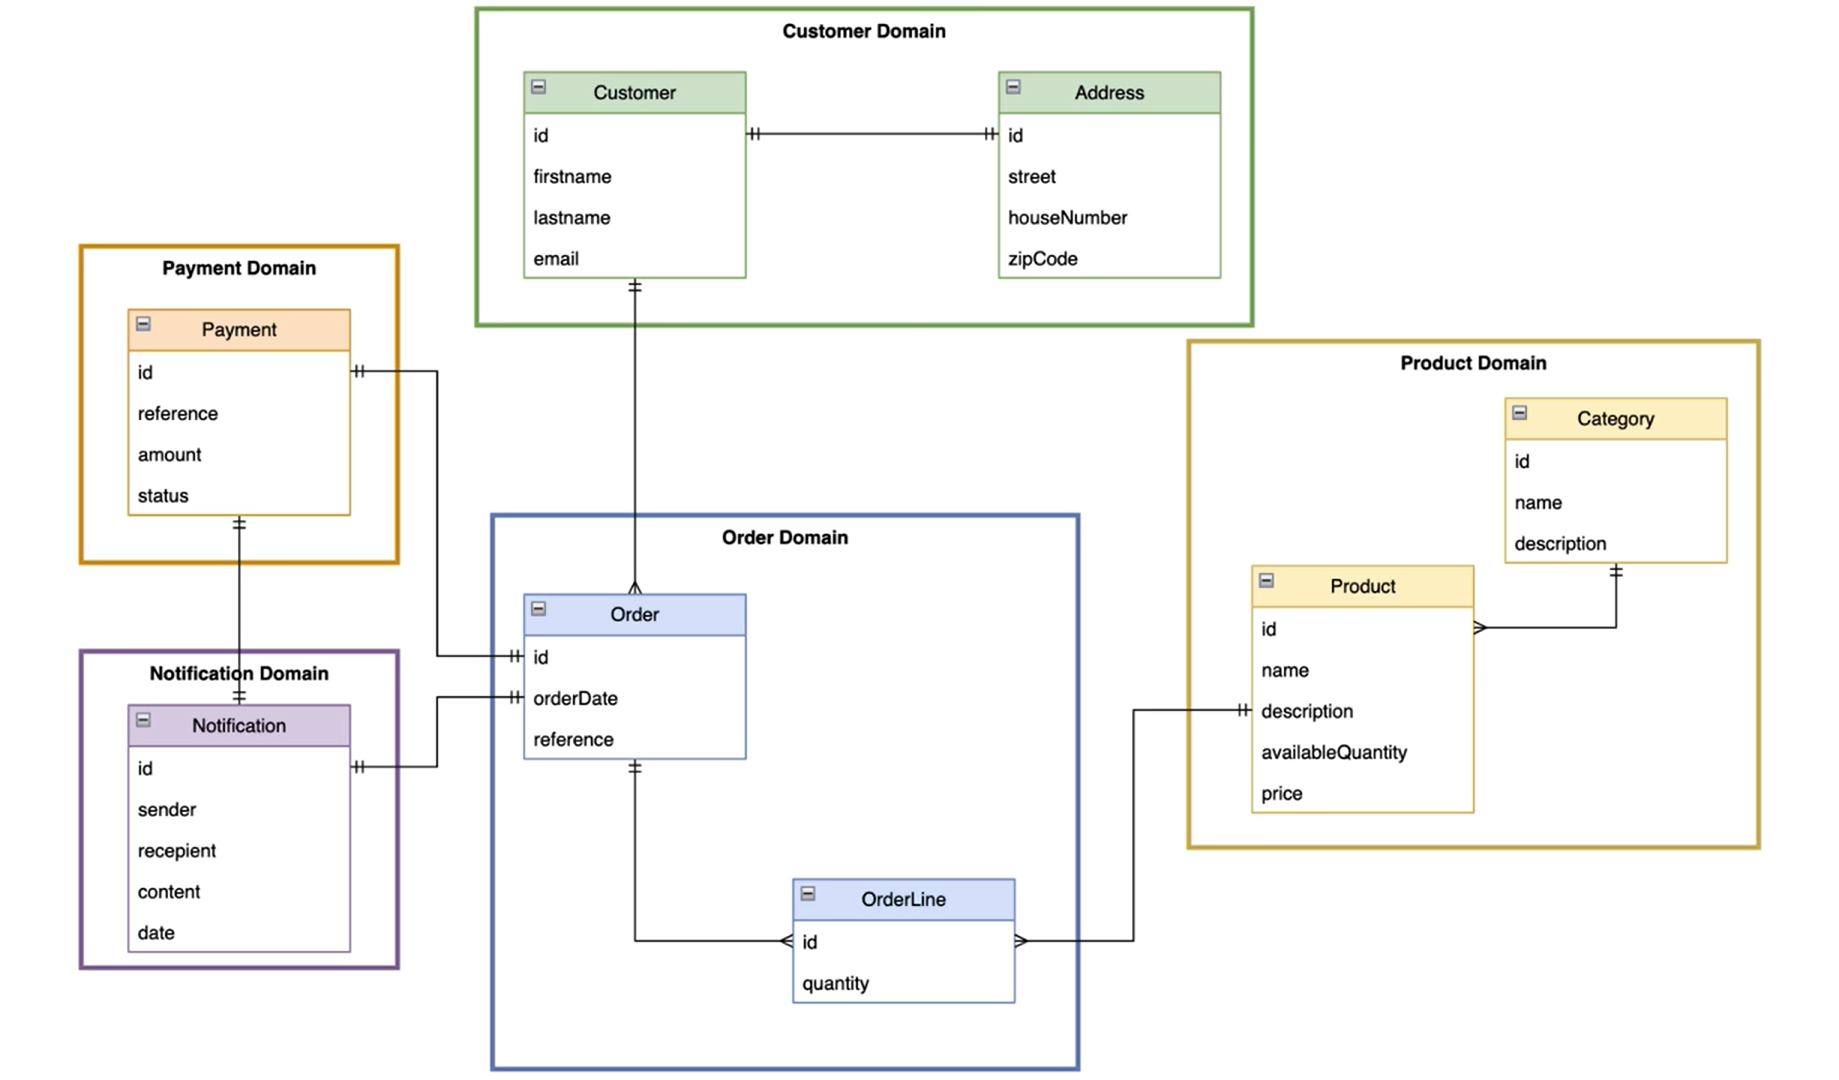 Customer Domain
Customer
id
firstname
lastname
email
Address
id
street
houseNumber
zipCode
Payment Domain
Payment
id
reference
amount
status
Product Domain
Category
id
name
description
Product
id
name
description
availableQuantity
price
Order Domain
Order
id
orderDate
reference
OrderLine
id
quantity
Notification Domain
Notification
id
sender
recepient
content
date